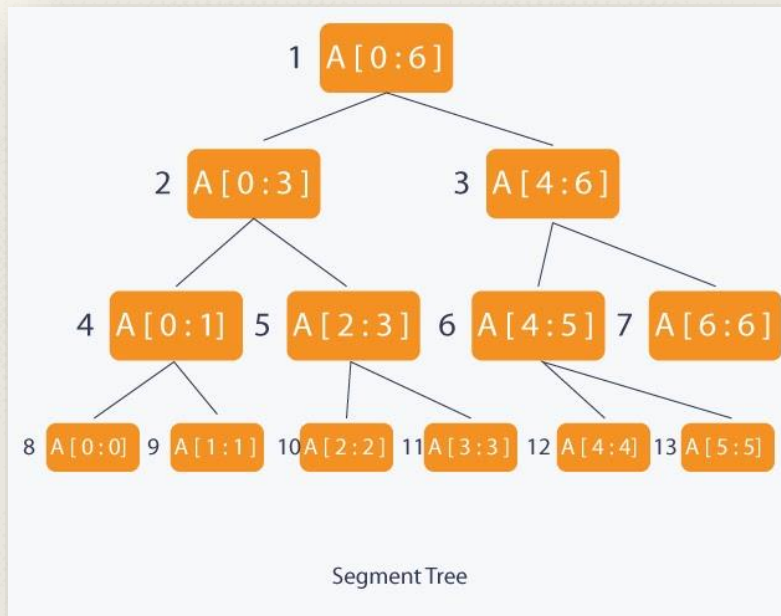 1 A[0:6]
2 A[0:3] 3 A[4:6]
4 A[0:1] 5 A[2:3] 6 A[4:5] 7 A[6:6]
8 A[0:0] 9 A[1:1] 10 A[2:2] 11 A[3:3] 12 A[4:4] 13 A[5:5]
Segment Tree